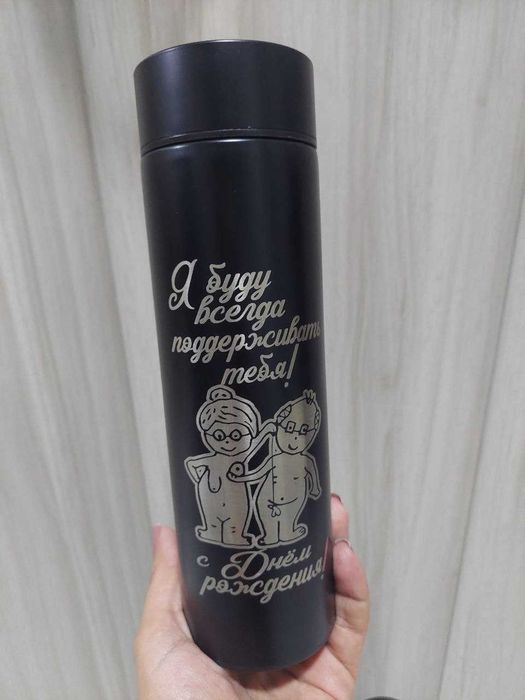 Я буду
всегда
поддерживать
тебя!
с Днём
рождения!